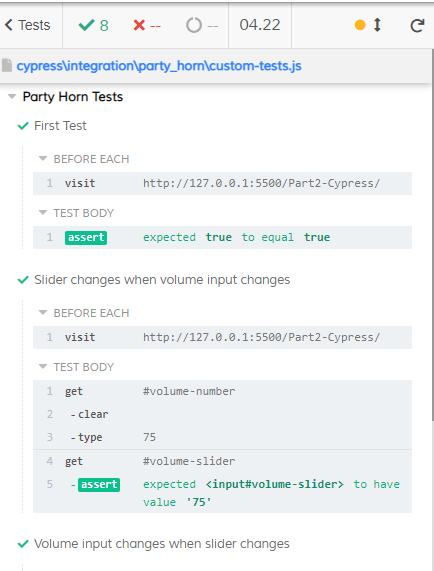 Tests 8 -- -- 04.22
cypress\integration\party_horn\custom-tests.js
Party Horn Tests
First Test
BEFORE EACH
1 visit http://127.0.0.1:5500/Part2-Cypress/
TEST BODY
1 assert expected true to equal true
Slider changes when volume input changes
BEFORE EACH
1 visit http://127.0.0.1:5500/Part2-Cypress/
TEST BODY
1 get #volume-number
2 -clear
3 -type 75
4 get #volume-slider
5 -assert expected <input#volume-slider> to have
value '75'
Volume input changes when slider changes